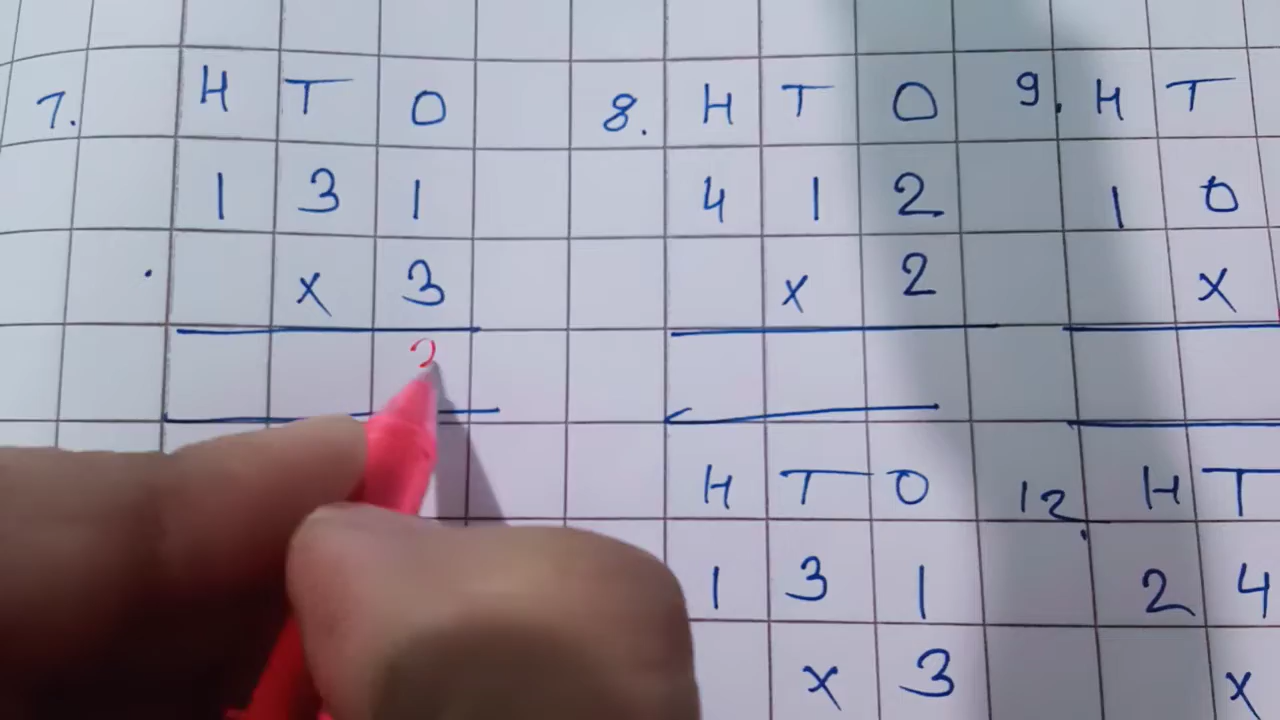 7. H T O 8. H T O 9. H T
1 3 1 4 1 2 1 0
x 3 x 2 x
H T O 12. H T
1 3 1 2 4
x 3 x